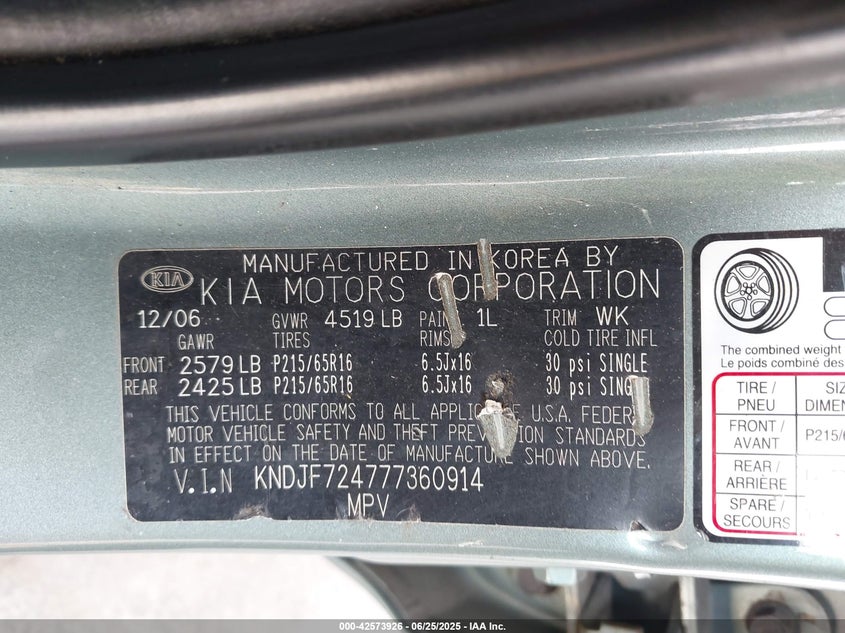 KIA
MANUFACTURED IN KOREA BY
KIA MOTORS CORPORATION
12/06 GVWR 4519 LB PAINT 1L TRIM WK
GAWR TIRES RIMS COLD TIRE INFL
FRONT 2579 LB P215/65R16 6.5Jx16 30 psi SINGLE
REAR 2425 LB P215/65R16 6.5Jx16 30 psi SINGLE
THIS VEHICLE CONFORMS TO ALL APPLICABLE U.S.A. FEDERAL
MOTOR VEHICLE SAFETY AND THEFT PREVENTION STANDARDS
IN EFFECT ON THE DATE OF MANUFACTURE SHOWN ABOVE.
V.I.N KNDJF724777360914
MPV
The combined weight
Le poids combiné des
TIRE / PNEU
FRONT / AVANT P215/6
REAR / ARRIÈRE
SPARE / SECOURS
000-42573926 - 06/25/2025 - IAA Inc.